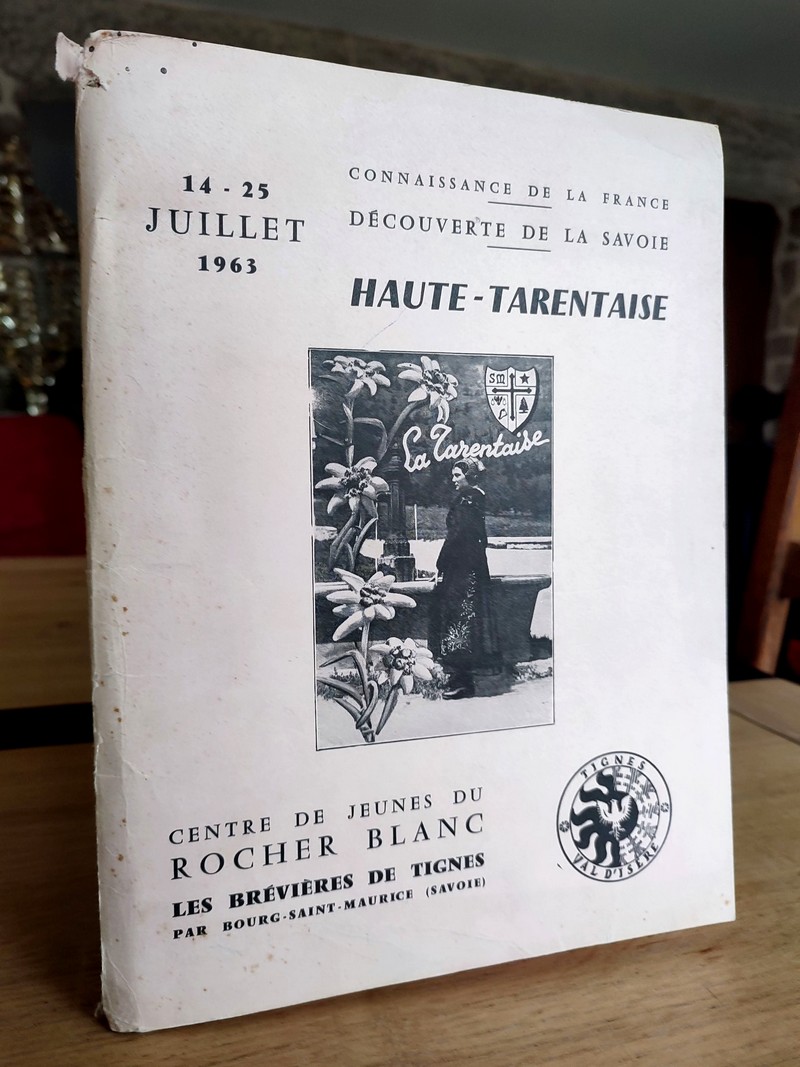 14 - 25
JUILLET
1963
CONNAISSANCE DE LA FRANCE
DÉCOUVERTE DE LA SAVOIE
HAUTE-TARENTAISE
SM
La Tarentaise
CENTRE DE JEUNES DU
ROCHER BLANC
LES BRÉVIÈRES DE TIGNES
PAR BOURG-SAINT-MAURICE (SAVOIE)
TIGNES
VAL D'ISÈRE